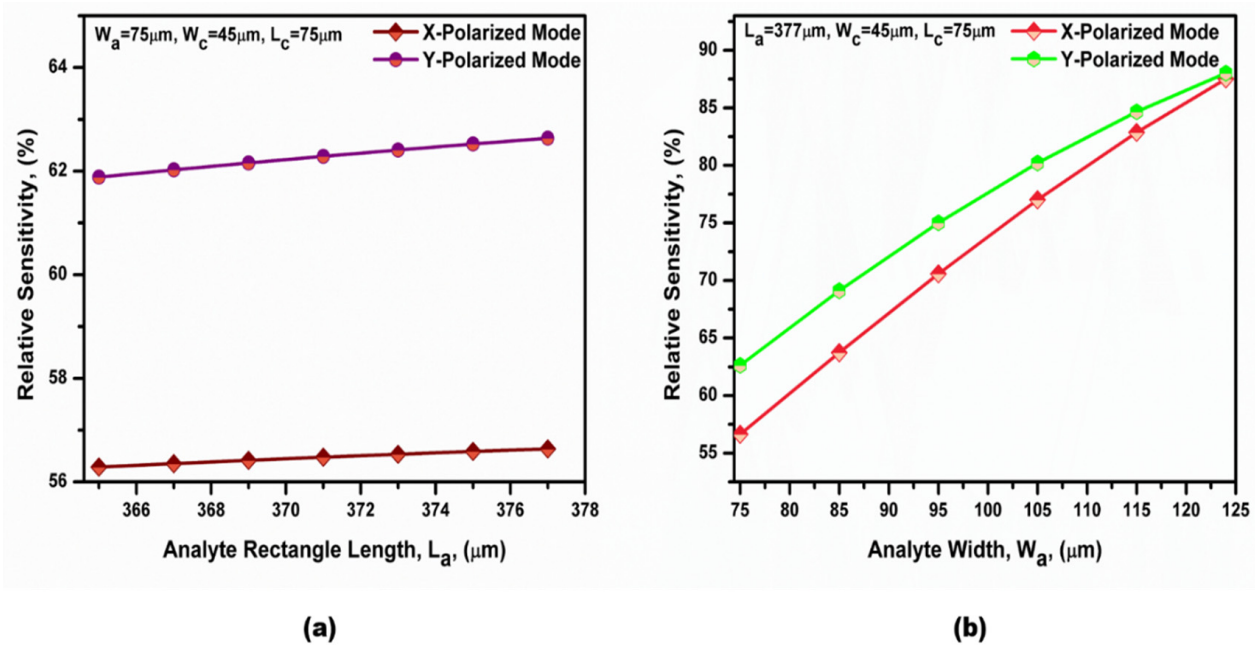 Wa=75μm, Wc=45μm, Lc=75μm
X-Polarized Mode
Y-Polarized Mode
64
62
60
58
56
Relative Sensitivity, (%)
366 368 370 372 374 376 378
Analyte Rectangle Length, La, (μm)
(a)
La=377μm, Wc=45μm, Lc=75μm
X-Polarized Mode
Y-Polarized Mode
90
85
80
75
70
65
60
55
Relative Sensitivity, (%)
75 80 85 90 95 100 105 110 115 120 125
Analyte Width, Wa, (μm)
(b)